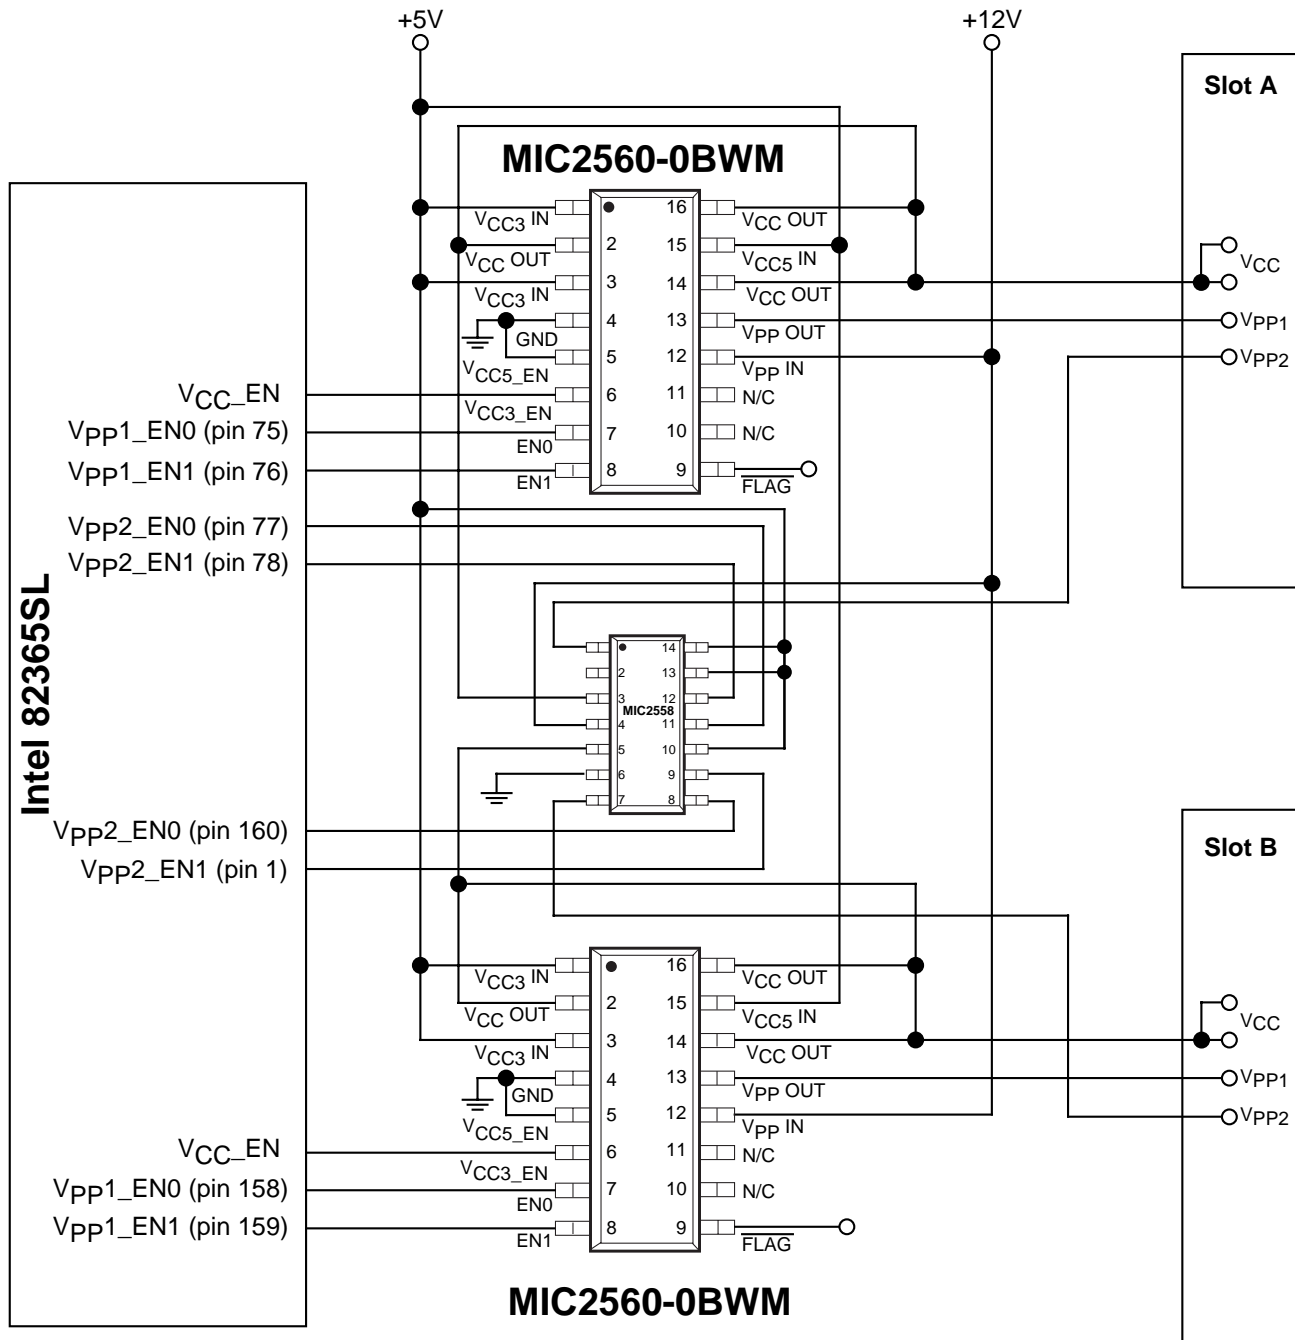 +5V
+12V
Slot A
MIC2560-0BWM
VCC3 IN
16
VCC OUT
2
VCC OUT
15
VCC5 IN
3
VCC3 IN
14
VCC OUT
VCC
4
GND
13
VPP OUT
VPP1
5
VCC5_EN
12
VPP IN
VPP2
VCC_EN
6
VCC3_EN
11
N/C
VPP1_EN0 (pin 75)
7
EN0
10
N/C
VPP1_EN1 (pin 76)
8
EN1
9
FLAG
VPP2_EN0 (pin 77)
VPP2_EN1 (pin 78)
Intel 82365SL
14
2
13
3
12
MIC2558
4
11
5
10
6
9
7
8
VPP2_EN0 (pin 160)
VPP2_EN1 (pin 1)
Slot B
VCC3 IN
16
VCC OUT
2
VCC OUT
15
VCC5 IN
3
VCC3 IN
14
VCC OUT
VCC
4
GND
13
VPP OUT
VPP1
5
VCC5_EN
12
VPP IN
VPP2
VCC_EN
6
VCC3_EN
11
N/C
VPP1_EN0 (pin 158)
7
EN0
10
N/C
VPP1_EN1 (pin 159)
8
EN1
9
FLAG
MIC2560-0BWM